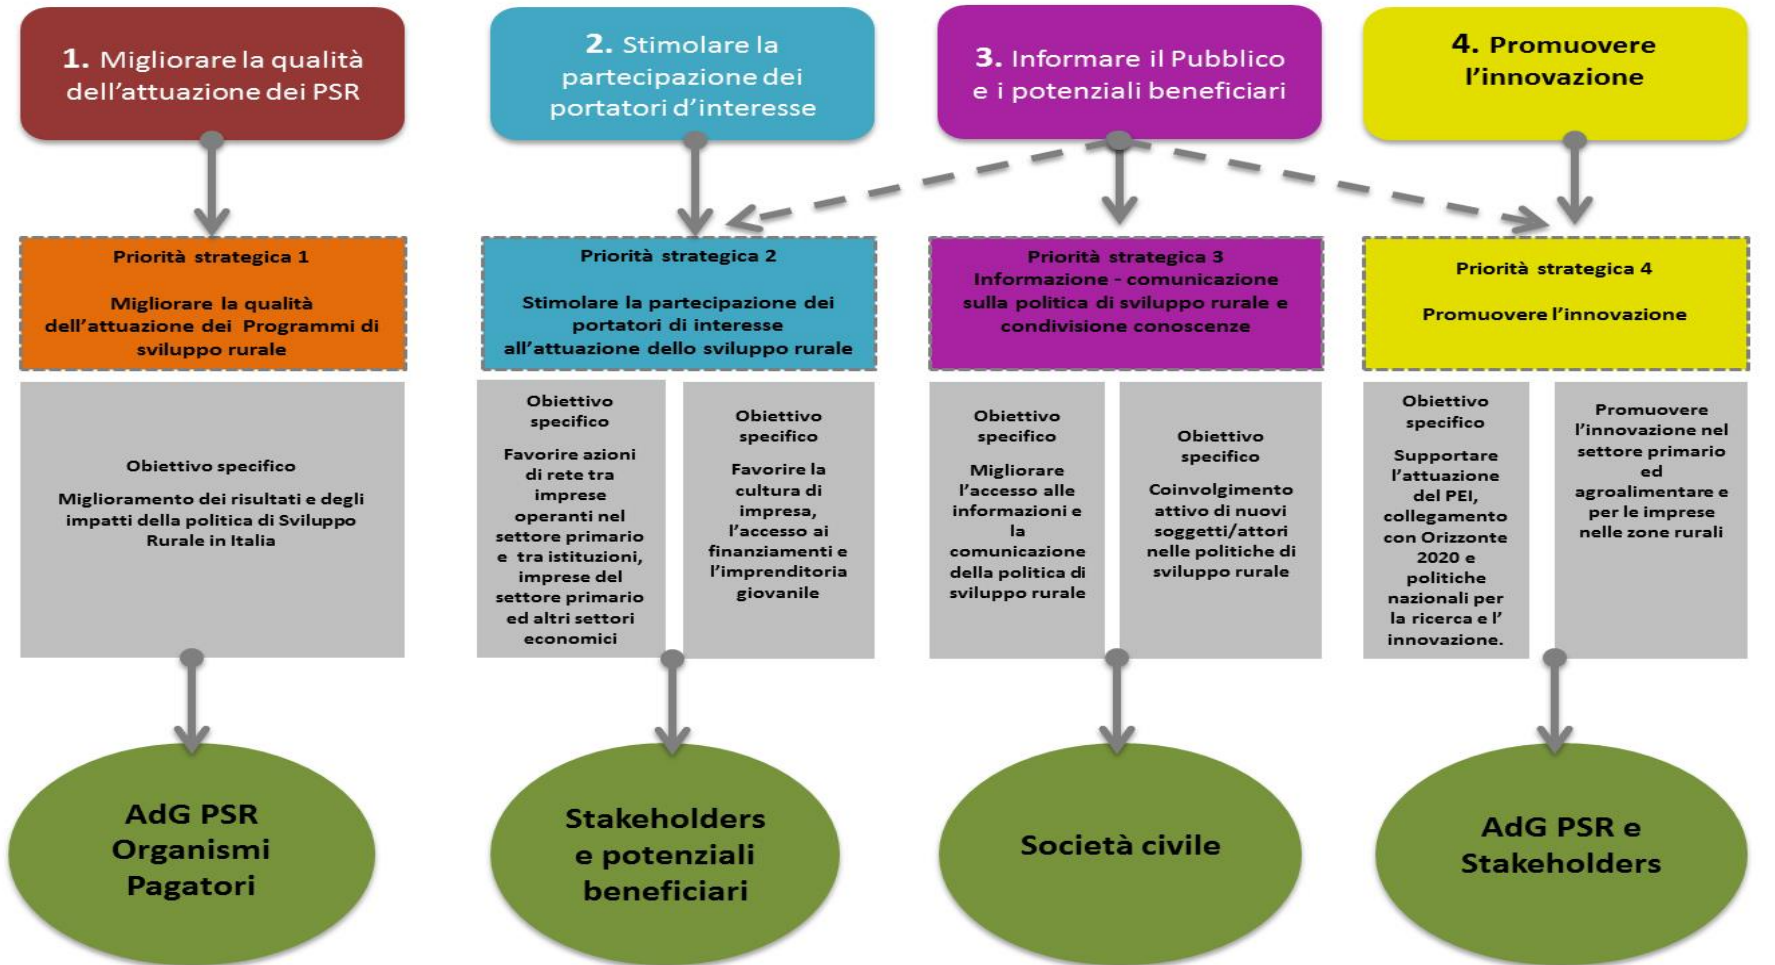 1. Migliorare la qualità
dell'attuazione dei PSR
2. Stimolare la
partecipazione dei
portatori d'interesse
3. Informare il Pubblico
e i potenziali beneficiari
4. Promuovere
l'innovazione
Priorità strategica 1
Migliorare la qualità
dell'attuazione dei Programmi di
sviluppo rurale
Priorità strategica 2
Stimolare la partecipazione dei
portatori di interesse
all'attuazione dello sviluppo rurale
Priorità strategica 3
Informazione - comunicazione
sulla politica di sviluppo rurale e
condivisione conoscenze
Priorità strategica 4
Promuovere l'innovazione
Obiettivo specifico
Miglioramento dei risultati e degli
impatti della politica di Sviluppo
Rurale in Italia
Obiettivo
specifico
Favorire azioni
di rete tra
imprese
operanti nel
settore primario
e tra istituzioni,
imprese del
settore primario
ed altri settori
economici
Obiettivo
specifico
Favorire la
cultura di
impresa,
l'accesso ai
finanziamenti e
l'imprenditoria
giovanile
Obiettivo
specifico
Migliorare
l'accesso alle
informazioni e
la
comunicazione
della politica di
sviluppo rurale
Obiettivo
specifico
Coinvolgimento
attivo di nuovi
soggetti/attori
nelle politiche di
sviluppo rurale
Obiettivo
specifico
Supportare
l'attuazione
del PEI,
collegamento
con Orizzonte
2020 e
politiche
nazionali per
la ricerca e l'
innovazione.
Promuovere
l'innovazione nel
settore primario
ed
agroalimentare e
per le imprese
nelle zone rurali
AdG PSR
Organismi
Pagatori
Stakeholders
e potenziali
beneficiari
Società civile
AdG PSR e
Stakeholders